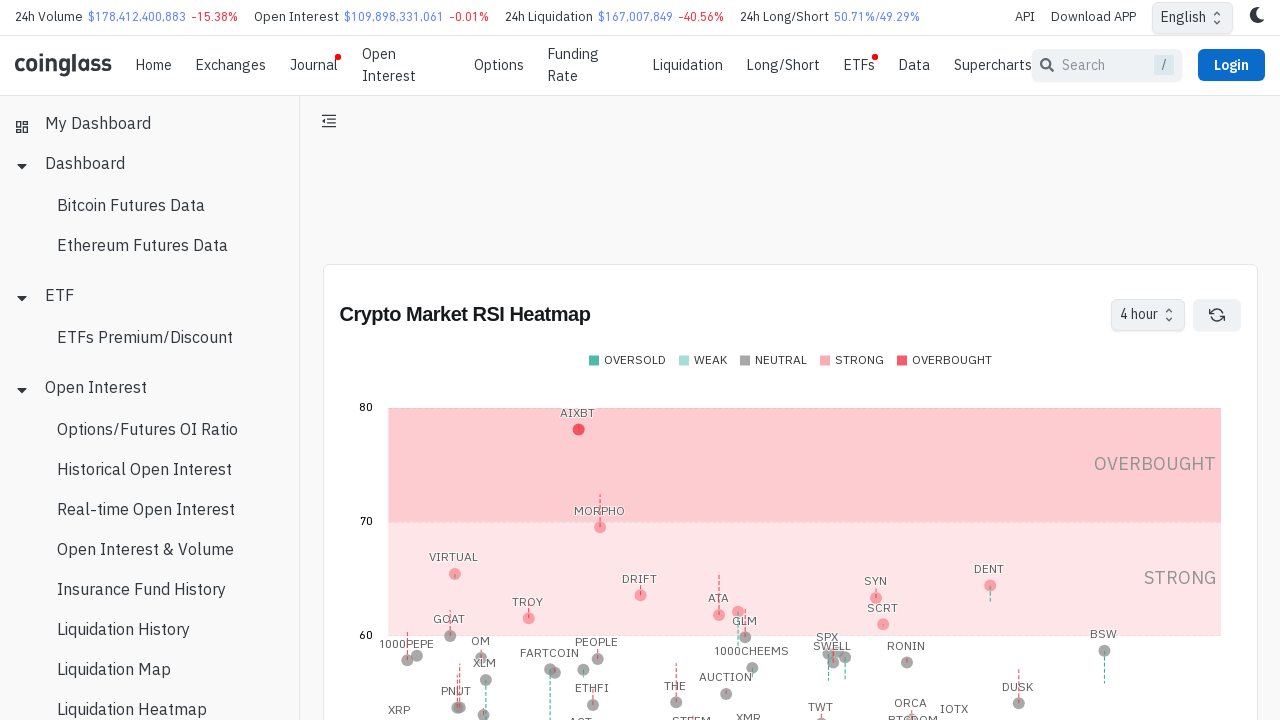 24h Volume $178,412,400,883 -15.38% Open Interest $109,898,331,061 -0.01% 24h Liquidation $167,007,849 -40.56% 24h Long/Short 50.71%/49.29% API Download APP English
coinglass Home Exchanges Journal Open Interest Options Funding Rate Liquidation Long/Short ETFs Data Supercharts Search / Login
My Dashboard
Dashboard
Bitcoin Futures Data
Ethereum Futures Data
ETF
ETFs Premium/Discount
Open Interest
Options/Futures OI Ratio
Historical Open Interest
Real-time Open Interest
Open Interest & Volume
Insurance Fund History
Liquidation History
Liquidation Map
Liquidation Heatmap
Crypto Market RSI Heatmap 4 hour
OVERSOLD WEAK NEUTRAL STRONG OVERBOUGHT
80
AIXBT
OVERBOUGHT
MORPHO
70
VIRTUAL
DENT
STRONG
DRIFT
SYN
TROY
ATA
SCRT
GOAT
GLM
60
BSW
1000PEPE
OM
PEOPLE
SPX
SWELL
RONIN
FARTCOIN
1000CHEEMS
XLM
AUCTION
PNUT
ETHFI
THE
DUSK
XRP
TWT
ORCA
IOTX
XMR